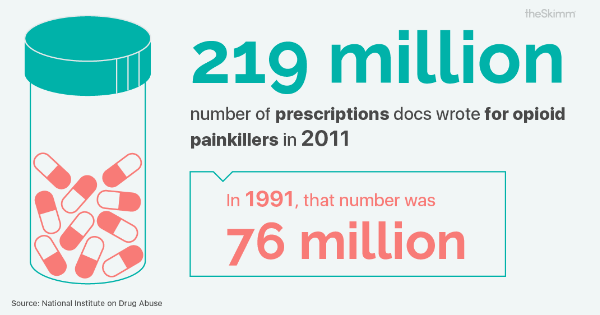 theSkimm
219 million
number of prescriptions docs wrote for opioid
painkillers in 2011
In 1991, that number was
76 million
Source: National Institute on Drug Abuse